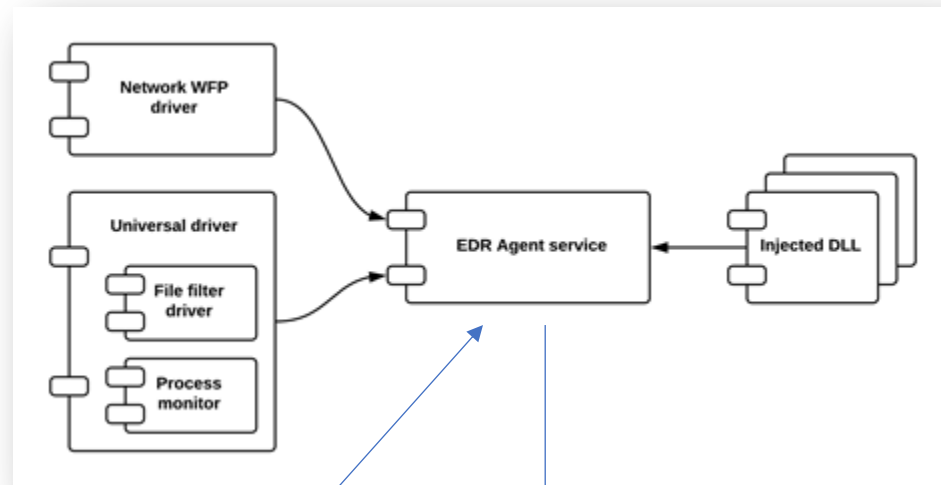 Network WFP
driver
Universal driver
File filter
driver
Process
monitor
EDR Agent service
Injected DLL